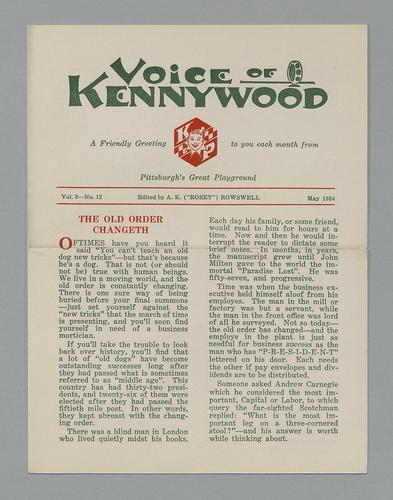 VOICE OF
KENNYWOOD
A Friendly Greeting
K P
to you each month from
Pittsburgh's Great Playground
Vol. 3—No. 12
Edited by A. K. ("ROSEY") ROWSWELL
May 1934
THE OLD ORDER
CHANGETH
OFTIMES have you heard it
said "You can't teach an old
dog new tricks"—but that's because
he's a dog. That is not (or should
not be) true with human beings.
We live in a moving world, and the
old order is constantly changing.
There is one sure way of being
buried before your final summons
—just set yourself against the
"new tricks" that the march of time
is presenting, and you'll soon find
yourself in need of a business
mortician.
If you'll take the trouble to look
back over history, you'll find that
a lot of "old dogs" have become
outstanding successes long after
they had passed what is sometimes
referred to as "middle age". This
country has had thirty-two presi-
dents, and twenty-six of them were
elected after they had passed the
fiftieth mile post. In other words,
they kept abreast with the chang-
ing order.
There was a blind man in London
who lived quietly midst his books.
Each day his family, or some friend,
would read to him for hours at a
time. Now and then he would in-
terrupt the reader to dictate some
brief notes. In months, in years,
the manuscript grew until John
Milton gave to the world the im-
mortal "Paradise Lost". He was
fifty-seven, and progressive.
Time was when the business ex-
ecutive held himself aloof from his
employes. The man in the mill or
factory was but a servant, while
the man in the front office was lord
of all he surveyed. Not so today—
the old order has changed—and the
employe in the plant is just as
needful for business success as the
man who has "P-R-E-S-I-D-E-N-T"
lettered on his door. Each needs
the other if pay envelopes and div-
idends are to be distributed.
Someone asked Andrew Carnegie
which he considered the most im-
portant, Capital or Labor, to which
query the far-sighted Scotchman
replied: "What is the most im-
portant leg on a three-cornered
stool?"—and his answer is worth
while thinking about.